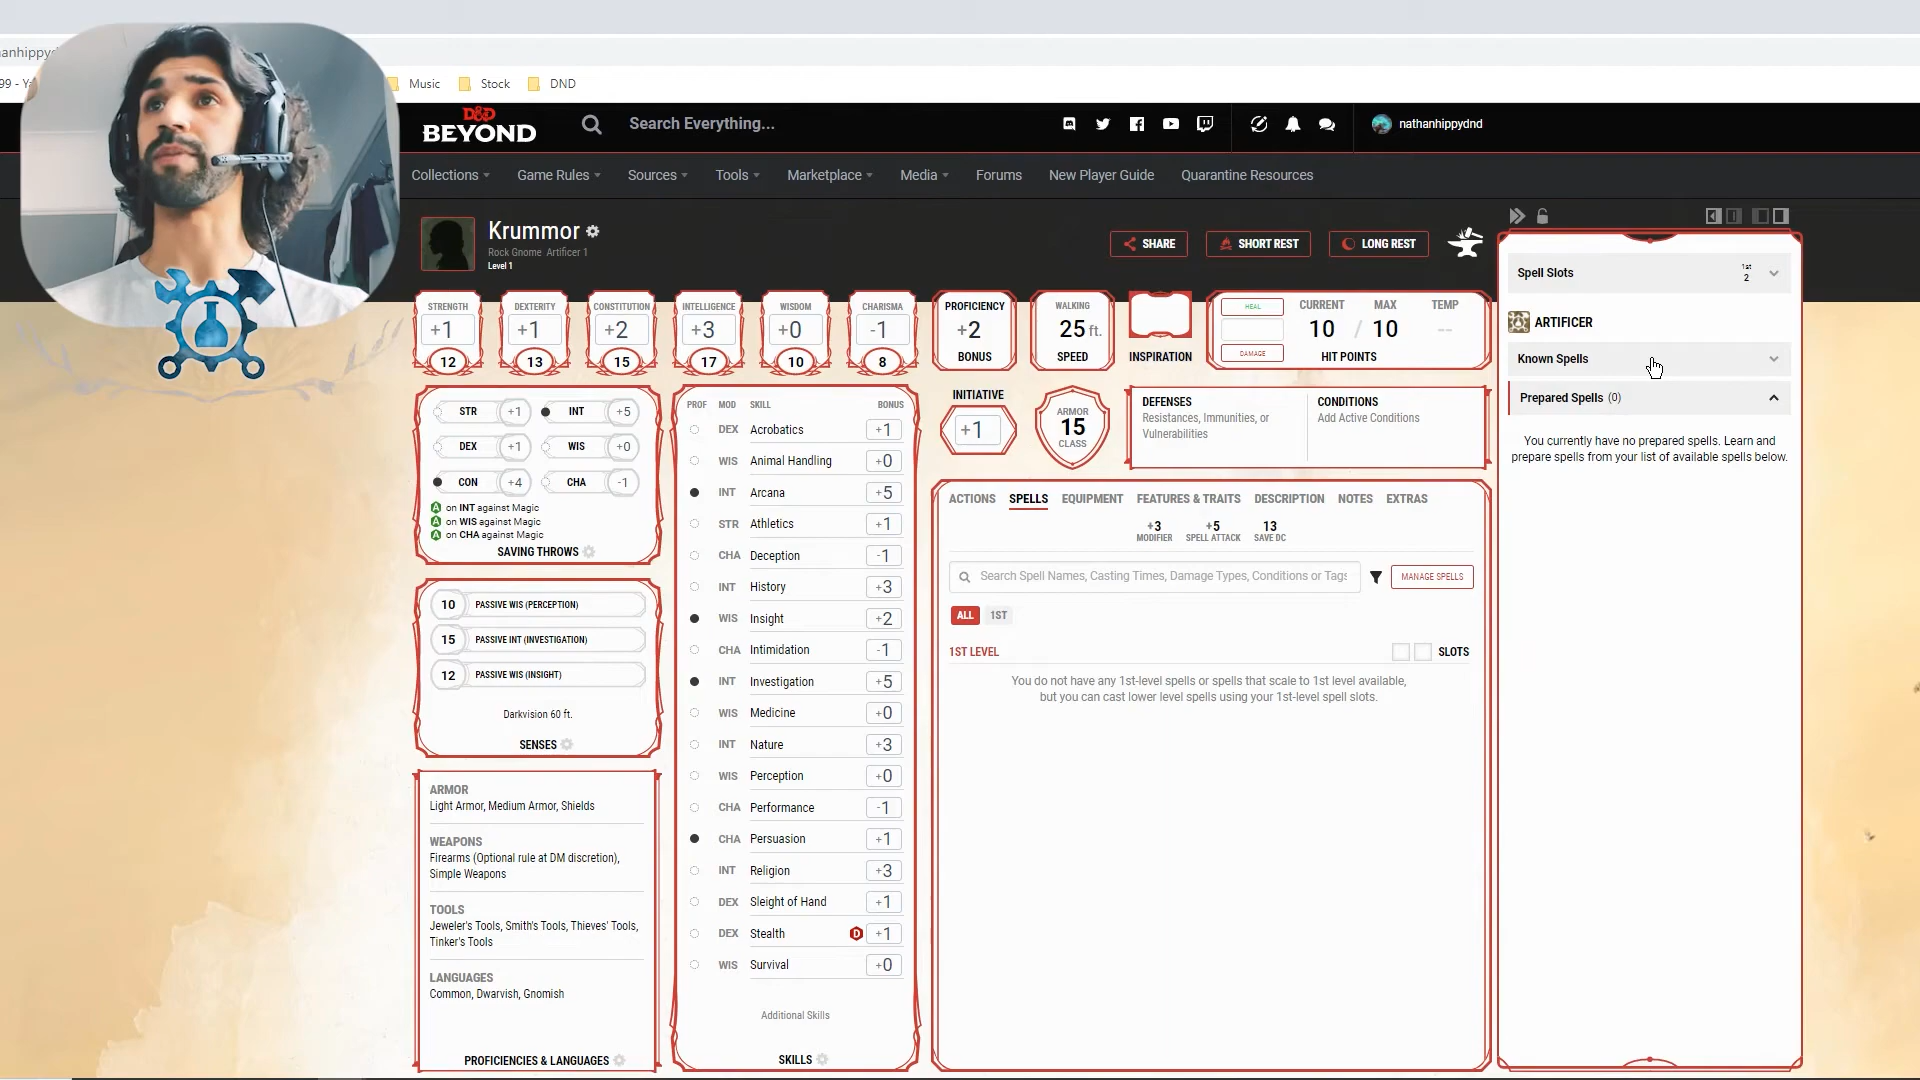 anhippyd
99 - Y
Music
Stock
DND
D&D
BEYOND
Search Everything...
nathanhippydnd
Collections
Game Rules
Sources
Tools
Marketplace
Media
Forums
New Player Guide
Quarantine Resources
Krummor
Rock Gnome Artificer 1
Level 1
SHARE
SHORT REST
LONG REST
STRENGTH
+1
12
DEXTERITY
+1
13
CONSTITUTION
+2
15
INTELLIGENCE
+3
17
WISDOM
+0
10
CHARISMA
-1
8
PROFICIENCY
+2
BONUS
WALKING
25 ft.
SPEED
INSPIRATION
HEAL
DAMAGE
CURRENT
MAX
TEMP
10 / 10 --
HIT POINTS
STR +1
INT +5
DEX +1
WIS +0
CON +4
CHA -1
A on INT against Magic
A on WIS against Magic
A on CHA against Magic
SAVING THROWS
10 PASSIVE WIS (PERCEPTION)
15 PASSIVE INT (INVESTIGATION)
12 PASSIVE WIS (INSIGHT)
Darkvision 60 ft.
SENSES
ARMOR
Light Armor, Medium Armor, Shields
WEAPONS
Firearms (Optional rule at DM discretion),
Simple Weapons
TOOLS
Jeweler's Tools, Smith's Tools, Thieves' Tools,
Tinker's Tools
LANGUAGES
Common, Dwarvish, Gnomish
PROFICIENCIES & LANGUAGES
PROF MOD SKILL BONUS
DEX Acrobatics +1
WIS Animal Handling +0
INT Arcana +5
STR Athletics +1
CHA Deception -1
INT History +3
WIS Insight +2
CHA Intimidation -1
INT Investigation +5
WIS Medicine +0
INT Nature +3
WIS Perception +0
CHA Performance -1
CHA Persuasion +1
INT Religion +3
DEX Sleight of Hand +1
DEX Stealth D +1
WIS Survival +0
Additional Skills
SKILLS
INITIATIVE
+1
ARMOR
15
CLASS
DEFENSES
Resistances, Immunities, or
Vulnerabilities
CONDITIONS
Add Active Conditions
ACTIONS
SPELLS
EQUIPMENT
FEATURES & TRAITS
DESCRIPTION
NOTES
EXTRAS
+3
MODIFIER
+5
SPELL ATTACK
13
SAVE DC
Search Spell Names, Casting Times, Damage Types, Conditions or Tags
MANAGE SPELLS
ALL
1ST
1ST LEVEL
SLOTS
You do not have any 1st-level spells or spells that scale to 1st level available,
but you can cast lower level spells using your 1st-level spell slots.
Spell Slots
1st
2
ARTIFICER
Known Spells
Prepared Spells (0)
You currently have no prepared spells. Learn and
prepare spells from your list of available spells below.